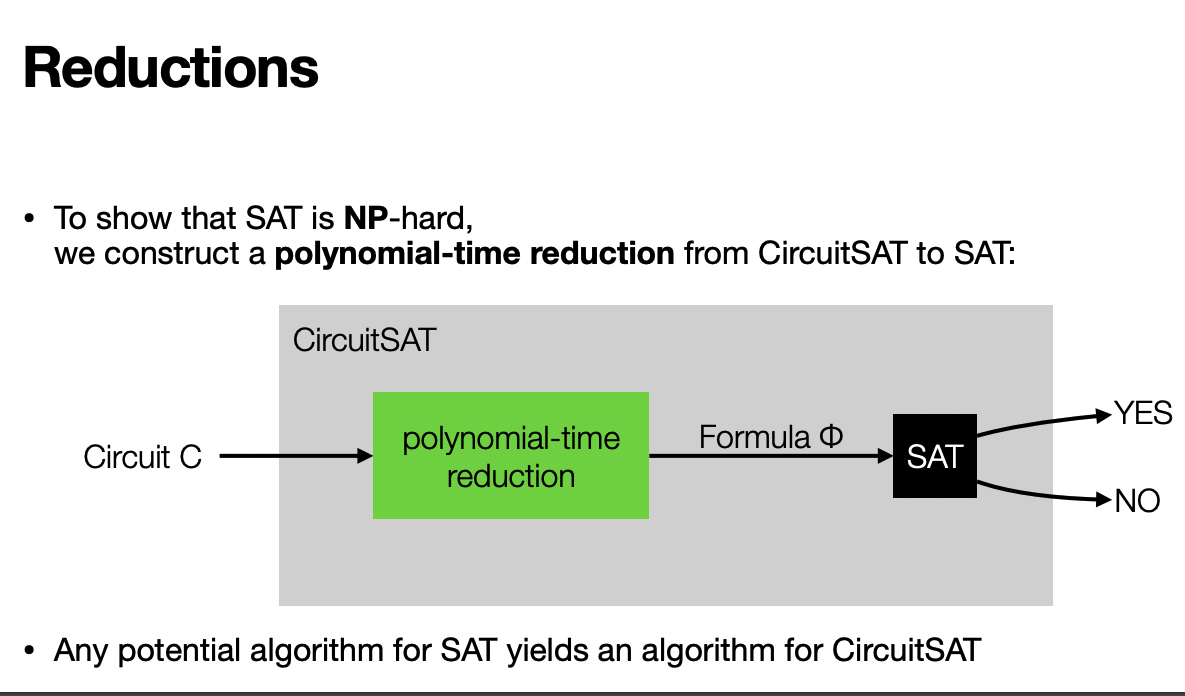 Reductions
• To show that SAT is NP-hard,
we construct a polynomial-time reduction from CircuitSAT to SAT:
CircuitSAT
Circuit C
polynomial-time
reduction
Formula Φ
SAT
YES
NO
• Any potential algorithm for SAT yields an algorithm for CircuitSAT